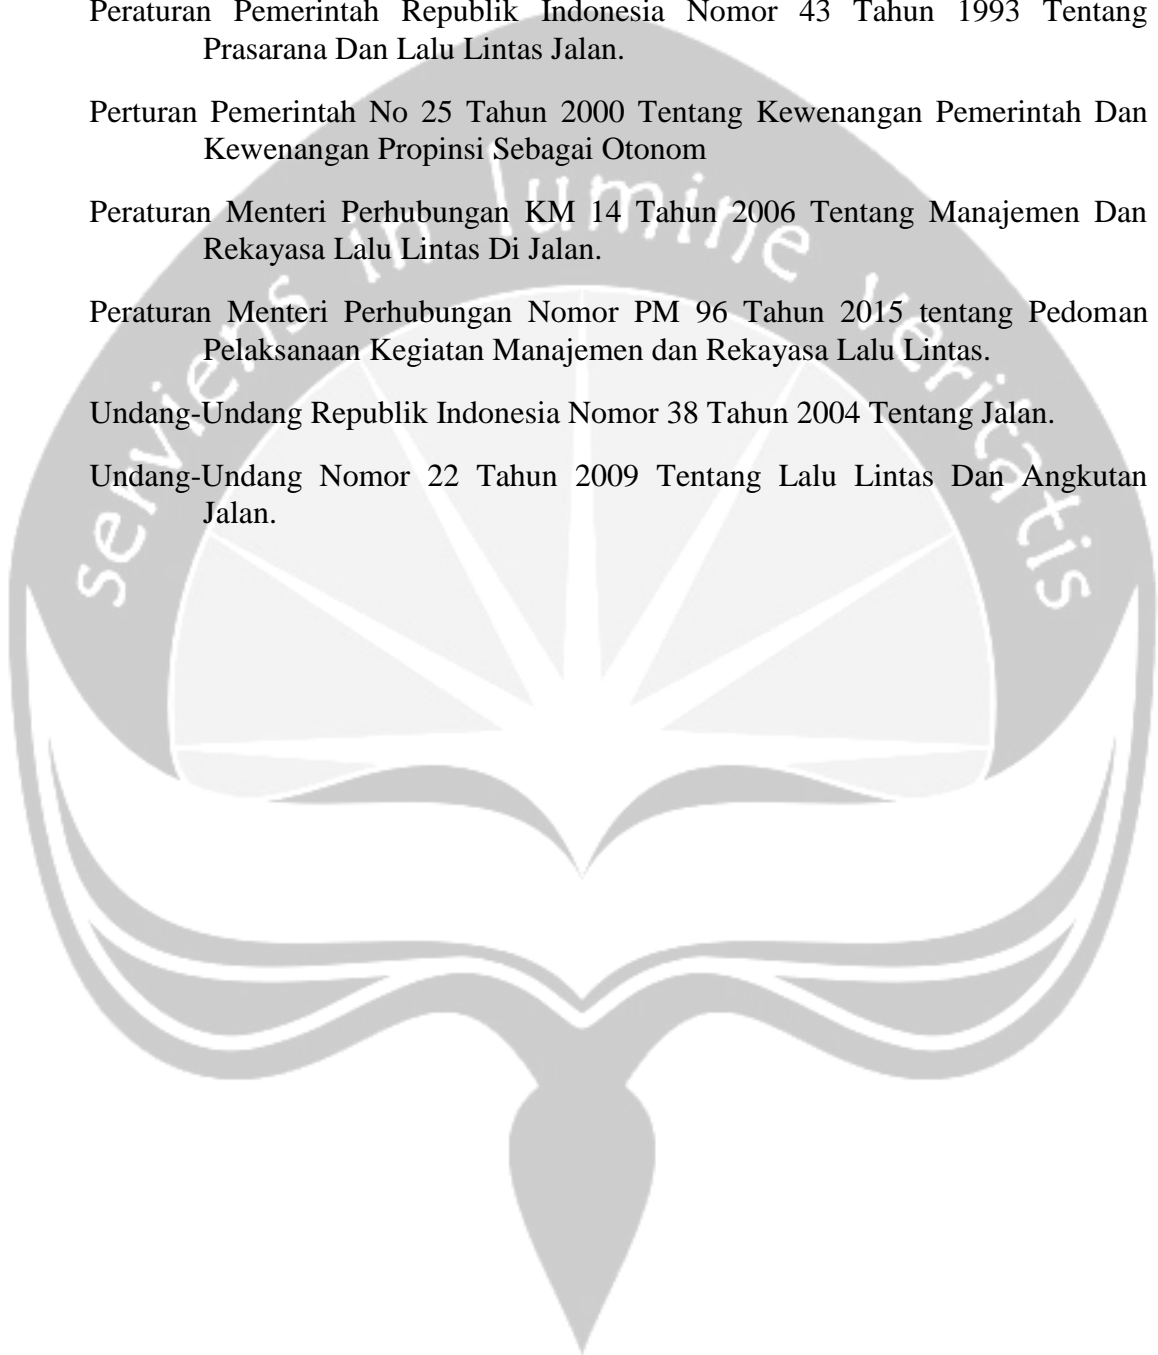 Peraturan Pemerintah Republik Indonesia Nomor 43 Tahun 1993 Tentang
Prasarana Dan Lalu Lintas Jalan.
Perturan Pemerintah No 25 Tahun 2000 Tentang Kewenangan Pemerintah Dan
Kewenangan Propinsi Sebagai Otonom
Peraturan Menteri Perhubungan KM 14 Tahun 2006 Tentang Manajemen Dan
Rekayasa Lalu Lintas Di Jalan.
Peraturan Menteri Perhubungan Nomor PM 96 Tahun 2015 tentang Pedoman
Pelaksanaan Kegiatan Manajemen dan Rekayasa Lalu Lintas.
Undang-Undang Republik Indonesia Nomor 38 Tahun 2004 Tentang Jalan.
Undang-Undang Nomor 22 Tahun 2009 Tentang Lalu Lintas Dan Angkutan
Jalan.
serviens in lumine veritatis